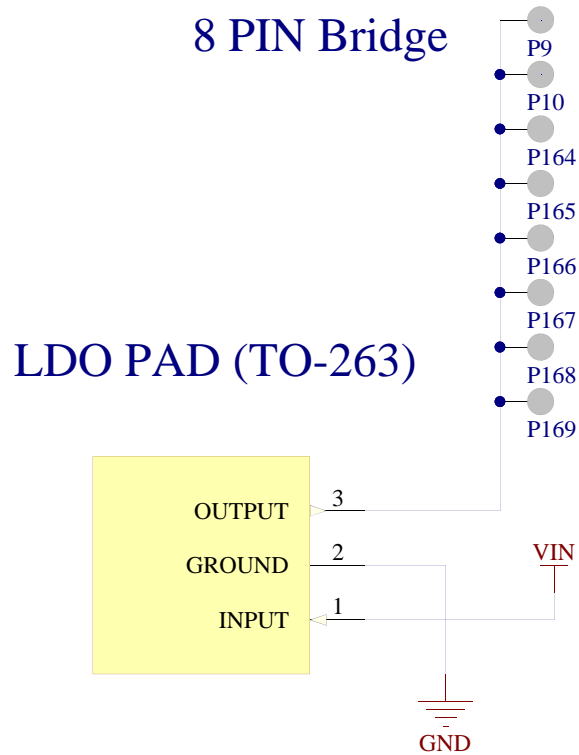 8 PIN Bridge
P9
P10
P164
P165
P166
P167
P168
P169
LDO PAD (TO-263)
OUTPUT 3
GROUND 2
INPUT 1
VIN
GND